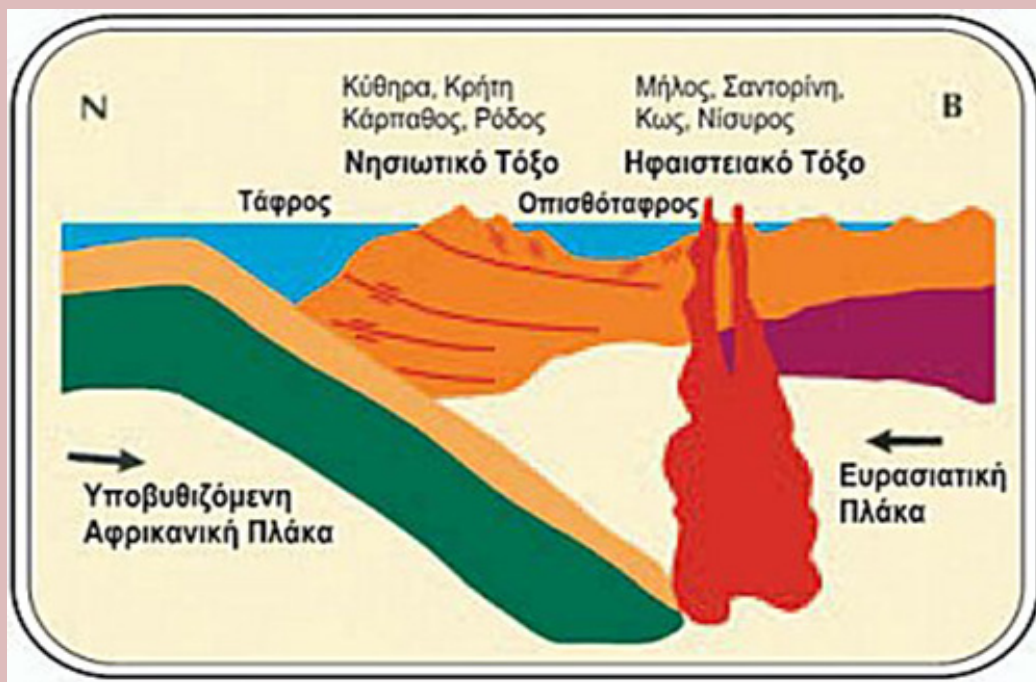 Ν
Β
Κύθηρα, Κρήτη
Κάρπαθος, Ρόδος
Νησιωτικό Τόξο
Μήλος, Σαντορίνη,
Κως, Νίσυρος
Ηφαιστειακό Τόξο
Τάφρος
Οπισθόταφρος
Υποβυθιζόμενη
Αφρικανική Πλάκα
Ευρασιατική
Πλάκα